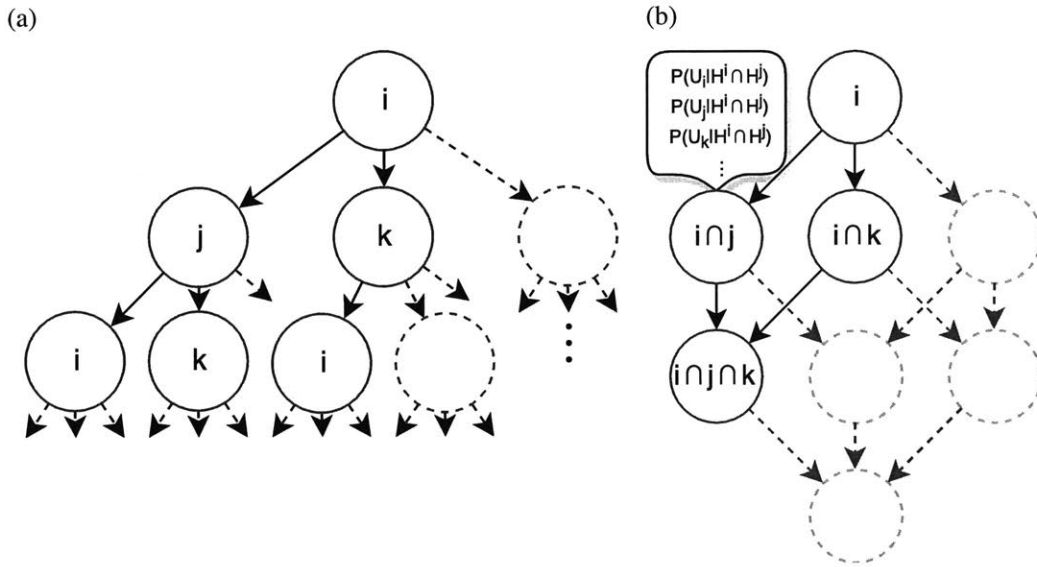 (a)
i
j
k
i
k
i
(b)
P(U_i|H^i ∩ H^j)
P(U_j|H^i ∩ H^j)
P(U_k|H^i ∩ H^j)
⋮
i
i∩j
i∩k
i∩j∩k